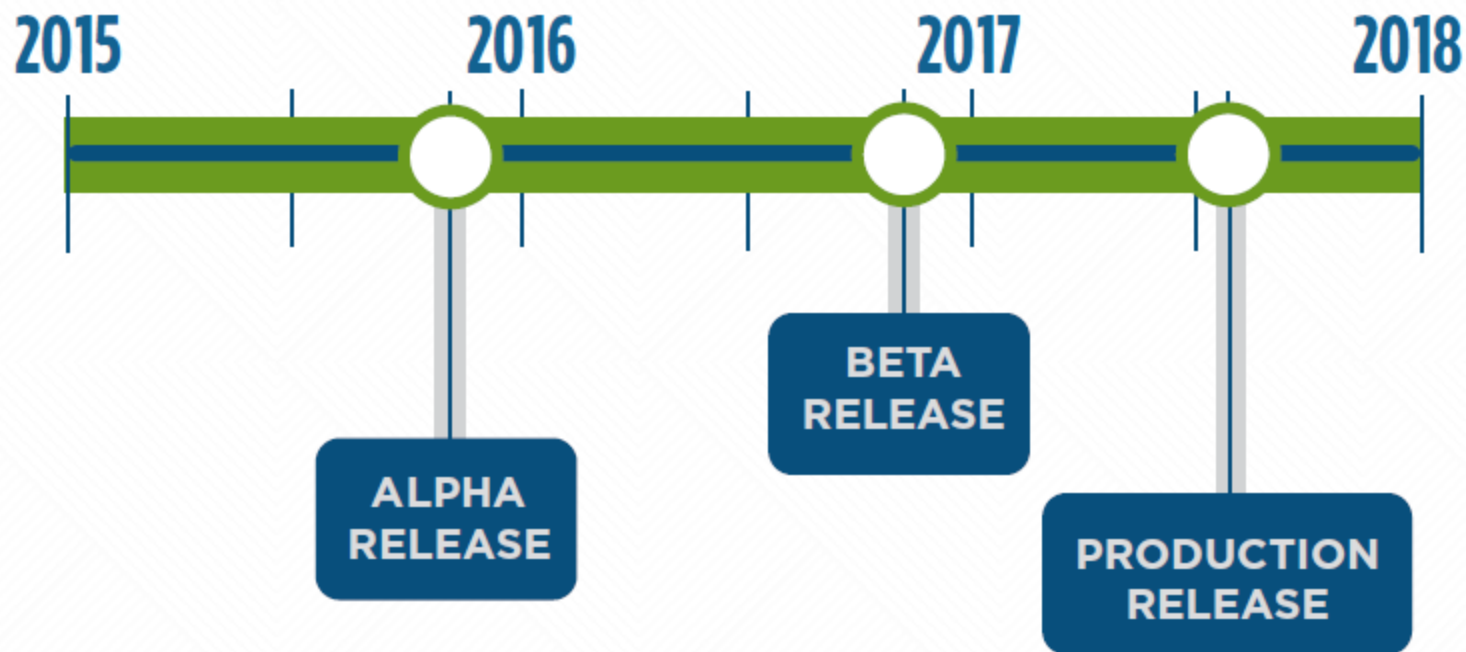 2015
2016
2017
2018
ALPHA
RELEASE
BETA
RELEASE
PRODUCTION
RELEASE